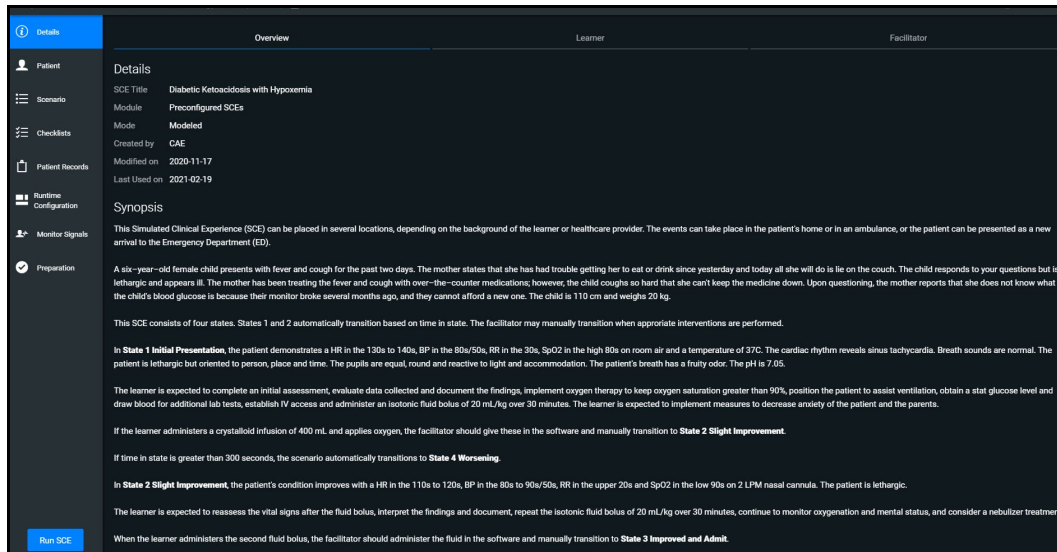 Details
Patient
Scenario
Checklists
Patient Records
Runtime
Configuration
Monitor Signals
Preparation
Run SCE
Overview
Learner
Facilitator
Details
SCE Title Diabetic Ketoacidosis with Hypoxemia
Module Preconfigured SCEs
Mode Modeled
Created by CAE
Modified on 2020-11-17
Last Used on 2021-02-19
Synopsis
This Simulated Clinical Experience (SCE) can be placed in several locations, depending on the background of the learner or healthcare provider. The events can take place in the patient's home or in an ambulance, or the patient can be presented as a new
arrival to the Emergency Department (ED).
A six–year–old female child presents with fever and cough for the past two days. The mother states that she has had trouble getting her to eat or drink since yesterday and today all she will do is lie on the couch. The child responds to your questions but is
lethargic and appears ill. The mother has been treating the fever and cough with over–the–counter medications; however, the child coughs so hard that she can't keep the medicine down. Upon questioning, the mother reports that she does not know what
the child's blood glucose is because their monitor broke several months ago, and they cannot afford a new one. The child is 110 cm and weighs 20 kg.
This SCE consists of four states. States 1 and 2 automatically transition based on time in state. The facilitator may manually transition when approriate interventions are performed.
In State 1 Initial Presentation, the patient demonstrates a HR in the 130s to 140s, BP in the 80s/50s, RR in the 30s, SpO2 in the high 80s on room air and a temperature of 37C. The cardiac rhythm reveals sinus tachycardia. Breath sounds are normal. The
patient is lethargic but oriented to person, place and time. The pupils are equal, round and reactive to light and accommodation. The patient's breath has a fruity odor. The pH is 7.05.
The learner is expected to complete an initial assessment, evaluate data collected and document the findings, implement oxygen therapy to keep oxygen saturation greater than 90%, position the patient to assist ventilation, obtain a stat glucose level and
draw blood for additional lab tests, establish IV access and administer an isotonic fluid bolus of 20 mL/kg over 30 minutes. The learner is expected to implement measures to decrease anxiety of the patient and the parents.
If the learner administers a crystalloid infusion of 400 mL and applies oxygen, the facilitator should give these in the software and manually transition to State 2 Slight Improvement.
If time in state is greater than 300 seconds, the scenario automatically transitions to State 4 Worsening.
In State 2 Slight Improvement, the patient's condition improves with a HR in the 110s to 120s, BP in the 80s to 90s/50s, RR in the upper 20s and SpO2 in the low 90s on 2 LPM nasal cannula. The patient is lethargic.
The learner is expected to reassess the vital signs after the fluid bolus, interpret the findings and document, repeat the isotonic fluid bolus of 20 mL/kg over 30 minutes, continue to monitor oxygenation and mental status, and consider a nebulizer treatmen
When the learner administers the second fluid bolus, the facilitator should administer the fluid in the software and manually transition to State 3 Improved and Admit.